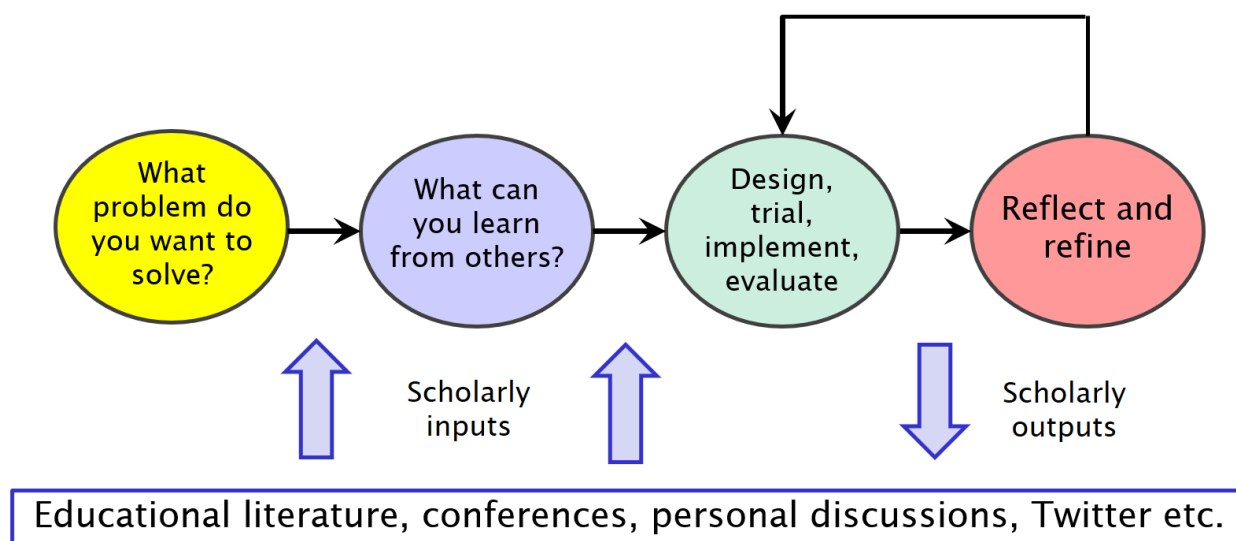 What
problem do
you want to
solve?
What can
you learn
from others?
Design,
trial,
implement,
evaluate
Reflect and
refine
Scholarly
inputs
Scholarly
outputs
Educational literature, conferences, personal discussions, Twitter etc.